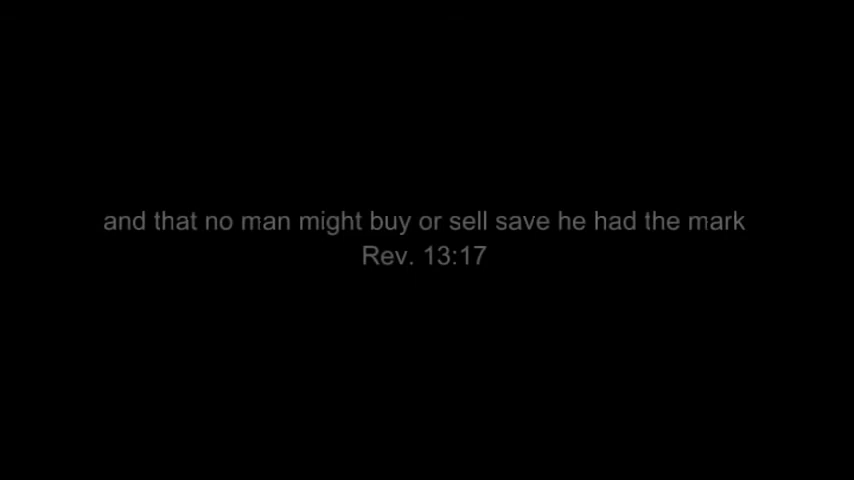 and that no man might buy or sell save he had the mark
Rev. 13:17